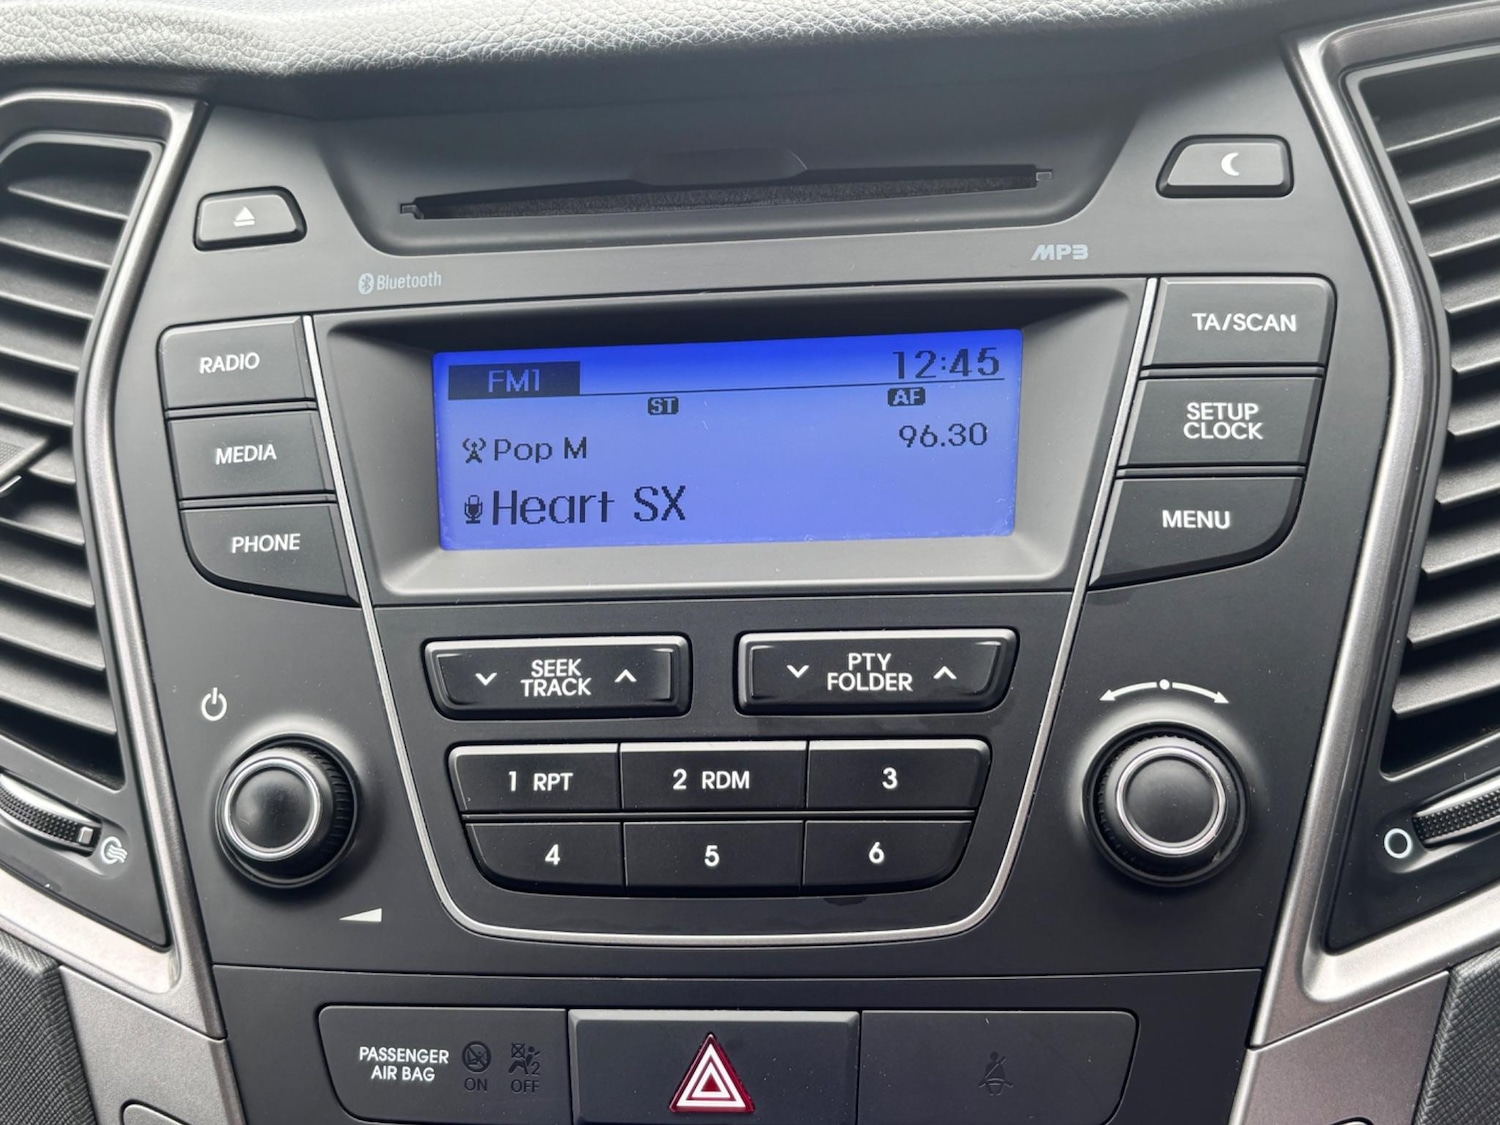 Bluetooth
MP3
RADIO
MEDIA
PHONE
FM1
12:45
ST
AF
Pop M
96.30
Heart SX
TA/SCAN
SETUP
CLOCK
MENU
SEEK
TRACK
PTY
FOLDER
1 RPT
2 RDM
3
4
5
6
PASSENGER
AIR BAG
ON
2
OFF